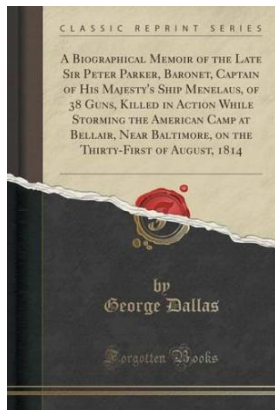 CLASSIC REPRINT SERIES
A Biographical Memoir of the Late
Sir Peter Parker, Baronet, Captain
of His Majesty's Ship Menelaus, of
38 Guns, Killed in Action While
Storming the American Camp at
Bellair, Near Baltimore, on the
Thirty-First of August, 1814
by
George Dallas
Forgotten Books